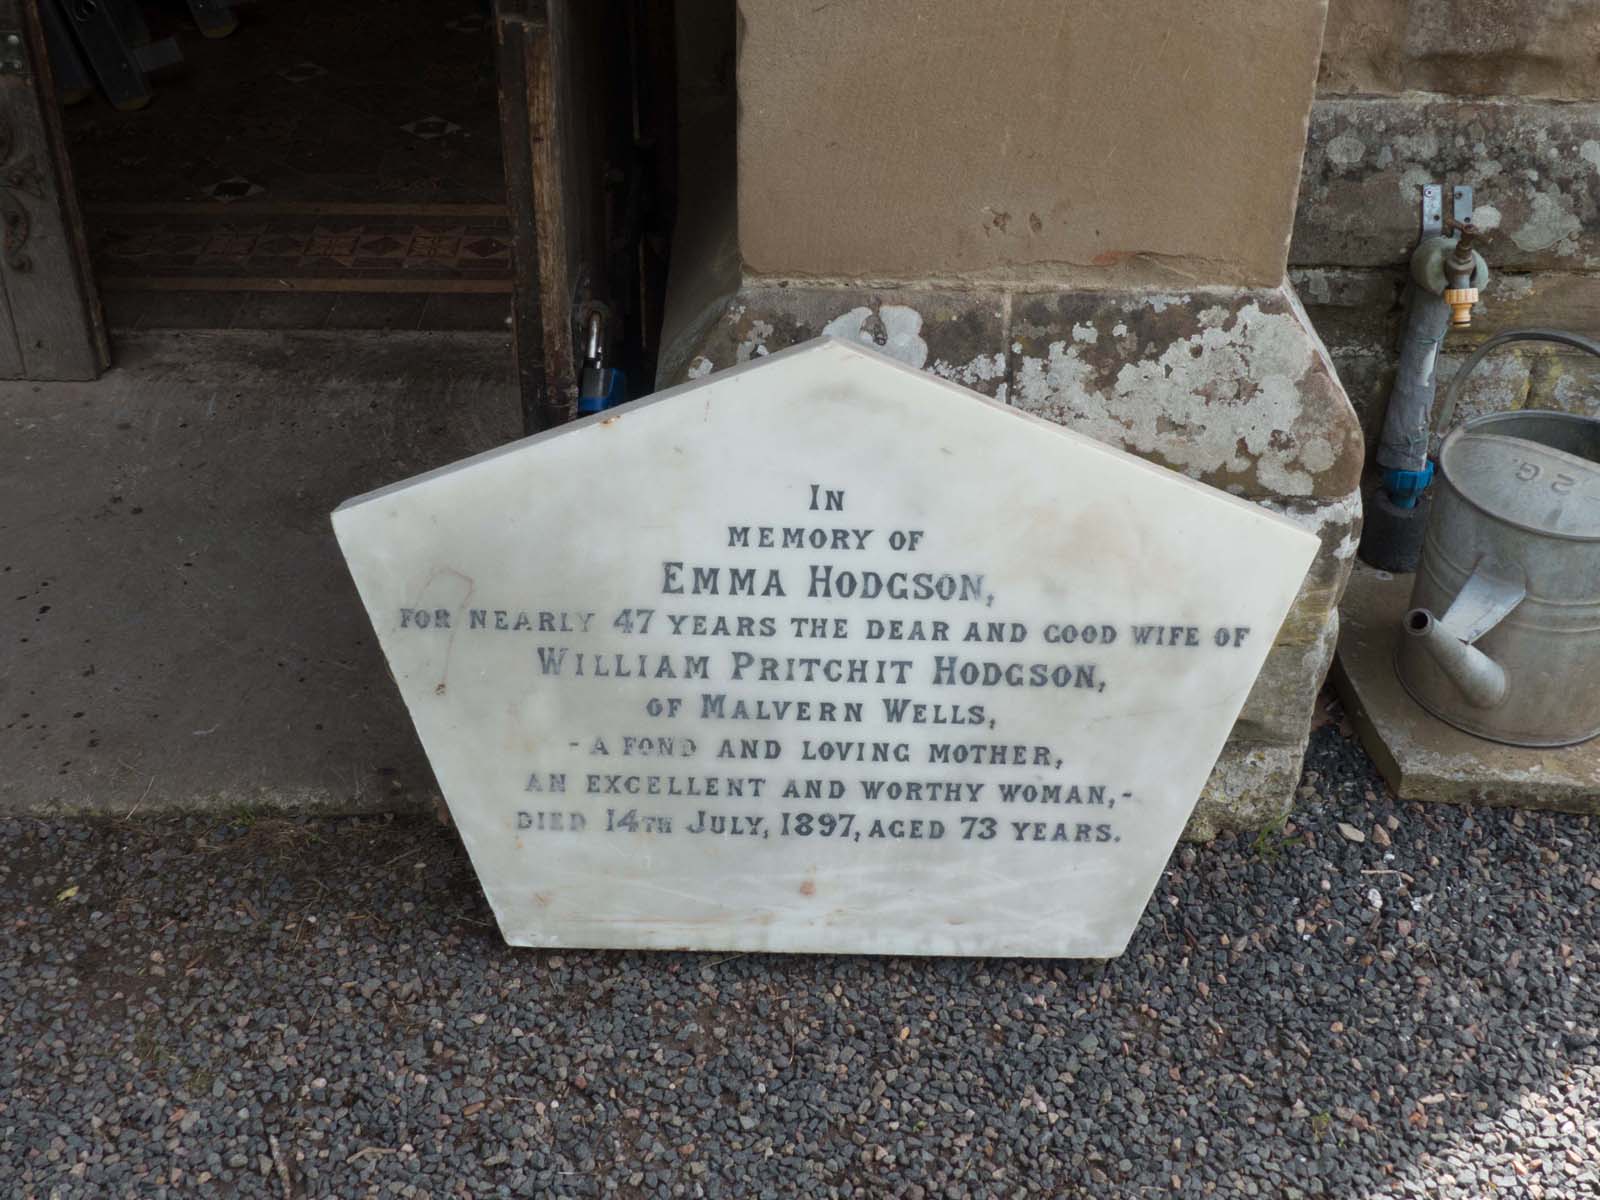 In
MEMORY OF
EMMA HODGSON,
FOR NEARLY 47 YEARS THE DEAR AND GOOD WIFE OF
WILLIAM PRITCHIT HODGSON,
OF MALVERN WELLS,
- A FOND AND LOVING MOTHER,
AN EXCELLENT AND WORTHY WOMAN,-
DIED 14TH JULY, 1897, AGED 73 YEARS.
2 G